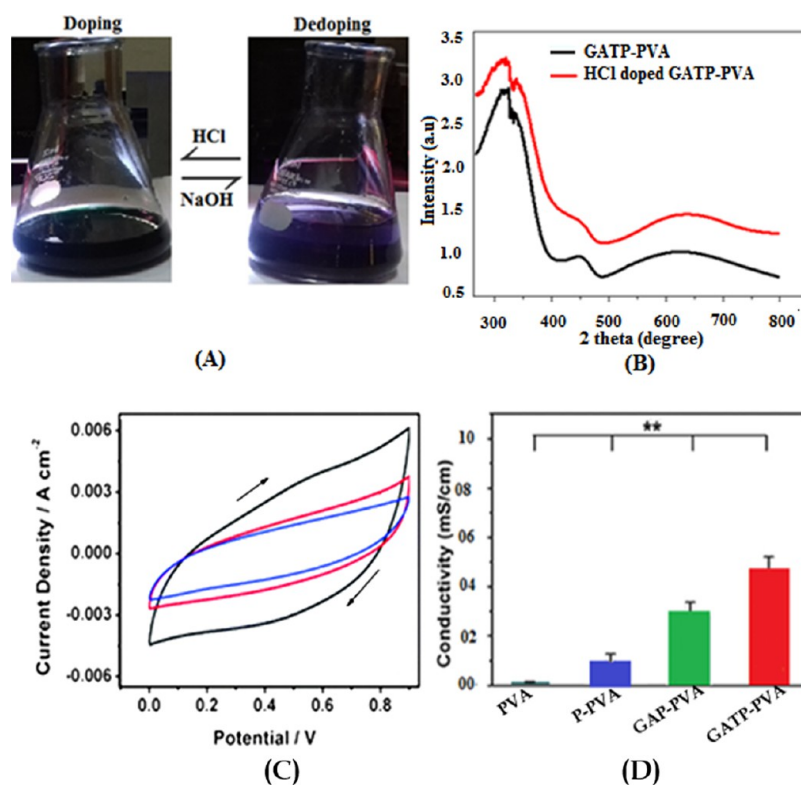 Doping
Dedoping
HCl
NaOH
(A)
GATP-PVA
HCl doped GATP-PVA
Intensity (a.u)
3.5
3.0
2.5
2.0
1.5
1.0
0.5
300 400 500 600 700 800
2 theta (degree)
(B)
Current Density / A cm-2
0.006
0.003
0.000
-0.003
-0.006
0.0 0.2 0.4 0.6 0.8
Potential / V
(C)
**
Conductivity (mS/cm)
10
08
06
04
02
00
PVA P-PVA GAP-PVA GATP-PVA
(D)